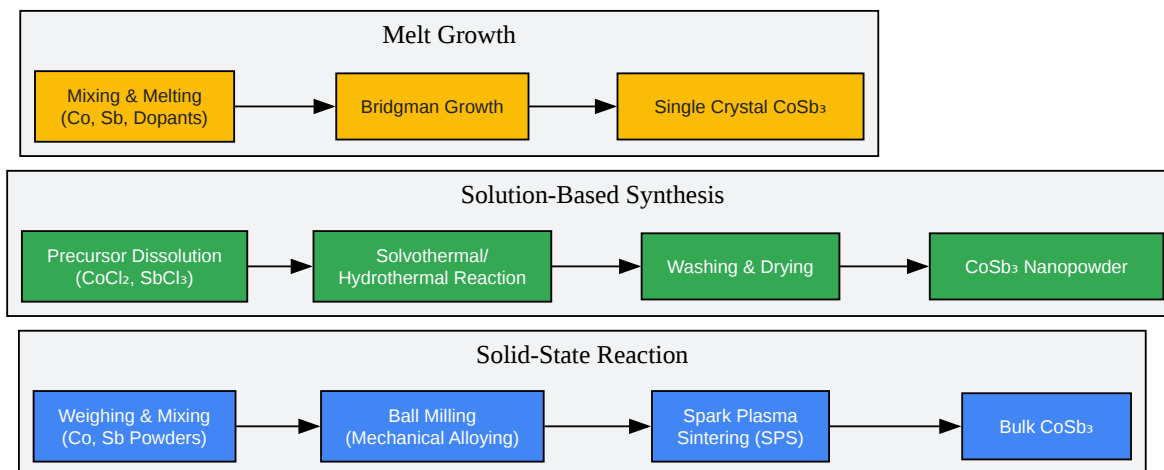 Melt Growth
Mixing & Melting
(Co, Sb, Dopants)
Bridgman Growth
Single Crystal CoSb₃
Solution-Based Synthesis
Precursor Dissolution
(CoCl₂, SbCl₃)
Solvothermal/
Hydrothermal Reaction
Washing & Drying
CoSb₃ Nanopowder
Solid-State Reaction
Weighing & Mixing
(Co, Sb Powders)
Ball Milling
(Mechanical Alloying)
Spark Plasma
Sintering (SPS)
Bulk CoSb₃